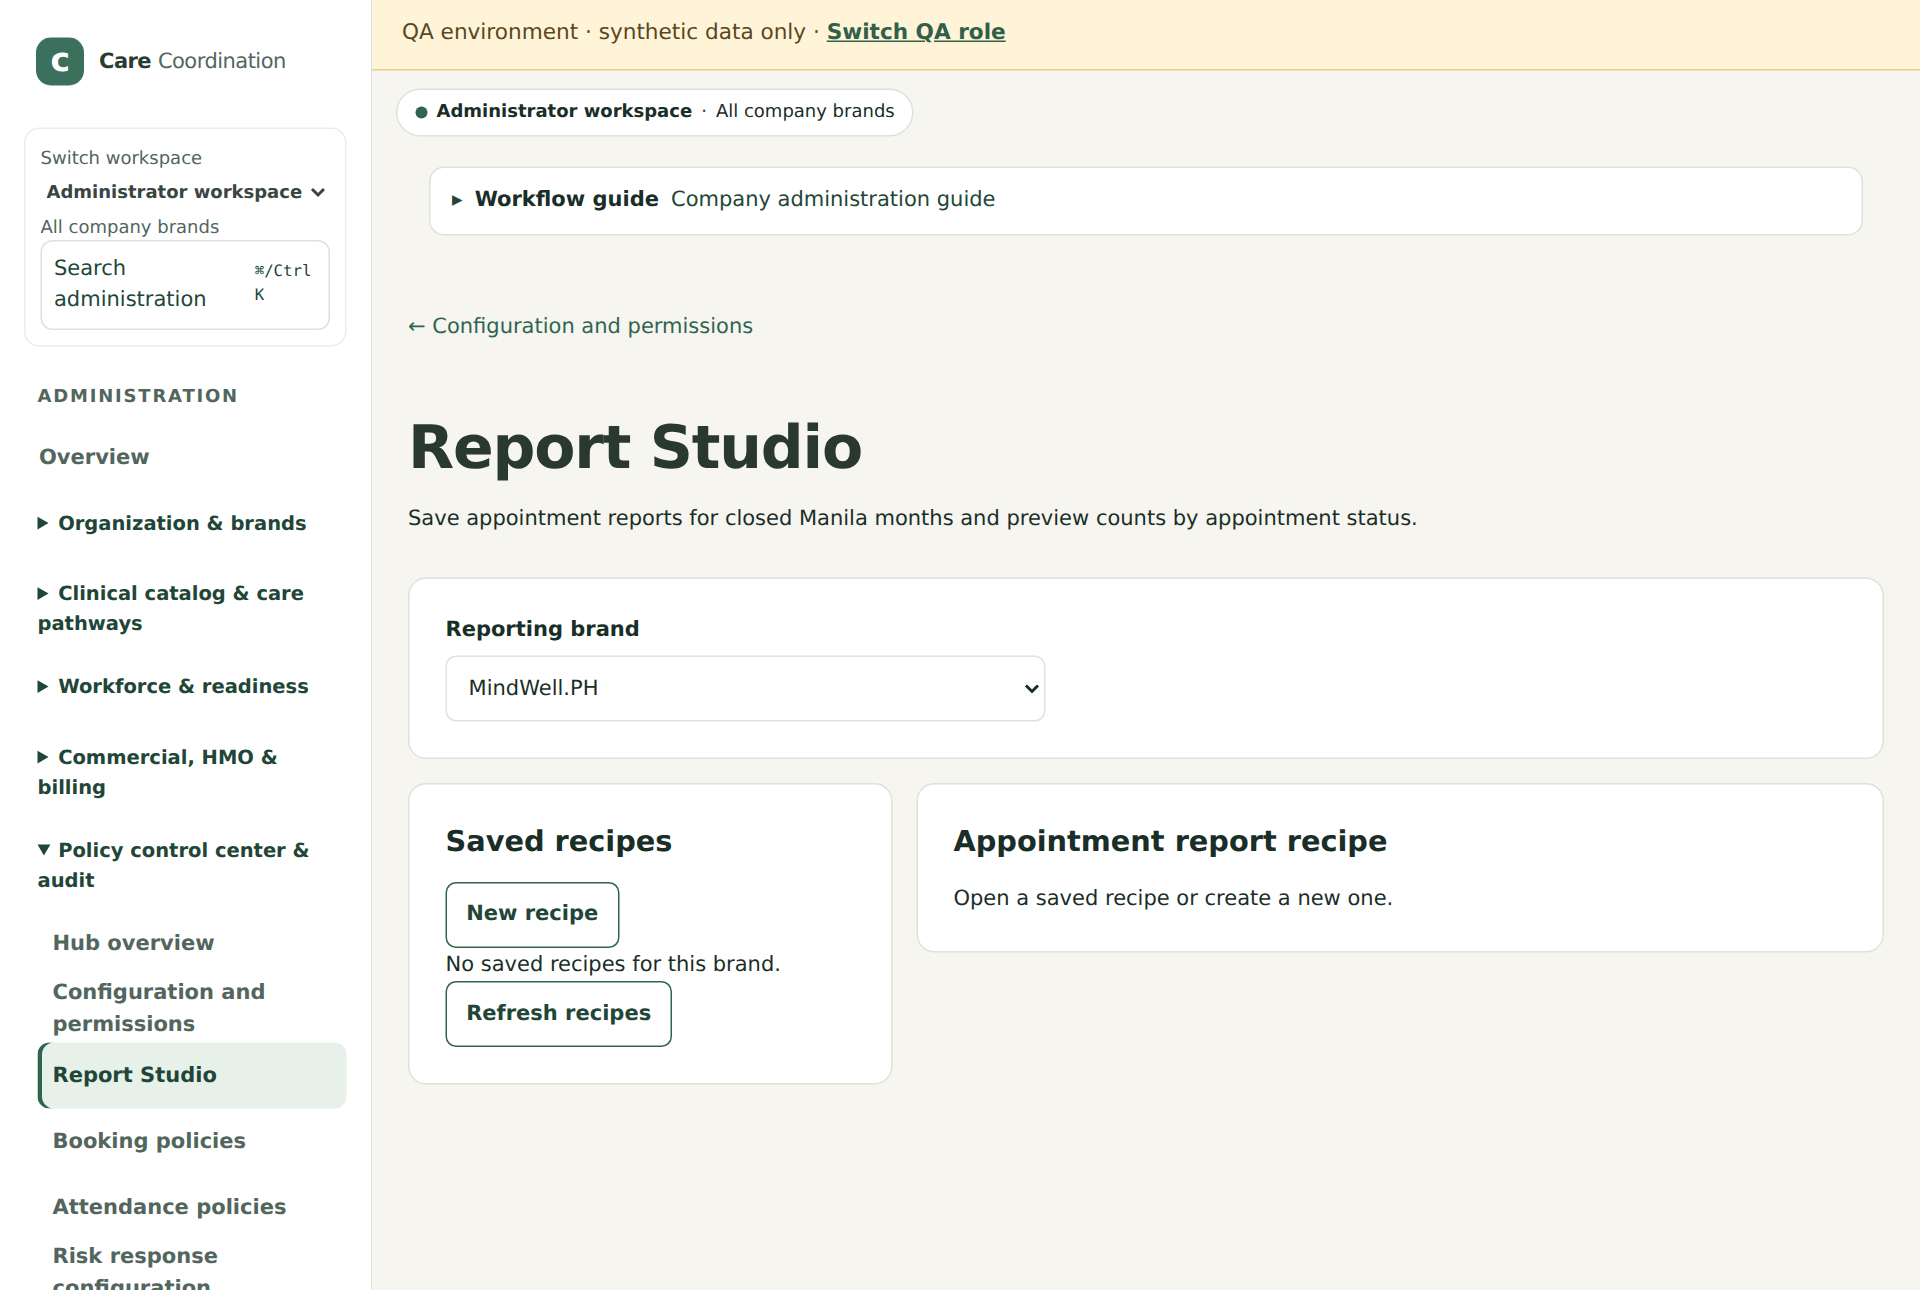 QA environment · synthetic data only · Switch QA role
c
Care Coordination
Switch workspace
Administrator workspace
All company brands
Search administration
⌘/Ctrl K
ADMINISTRATION
Overview
▶ Organization & brands
▶ Clinical catalog & care
pathways
▶ Workforce & readiness
▶ Commercial, HMO &
billing
▼ Policy control center &
audit
Hub overview
Configuration and
permissions
Report Studio
Booking policies
Attendance policies
Risk response
configuration
Administrator workspace · All company brands
▶ Workflow guide Company administration guide
← Configuration and permissions
Report Studio
Save appointment reports for closed Manila months and preview counts by appointment status.
Reporting brand
MindWell.PH
Saved recipes
New recipe
No saved recipes for this brand.
Refresh recipes
Appointment report recipe
Open a saved recipe or create a new one.